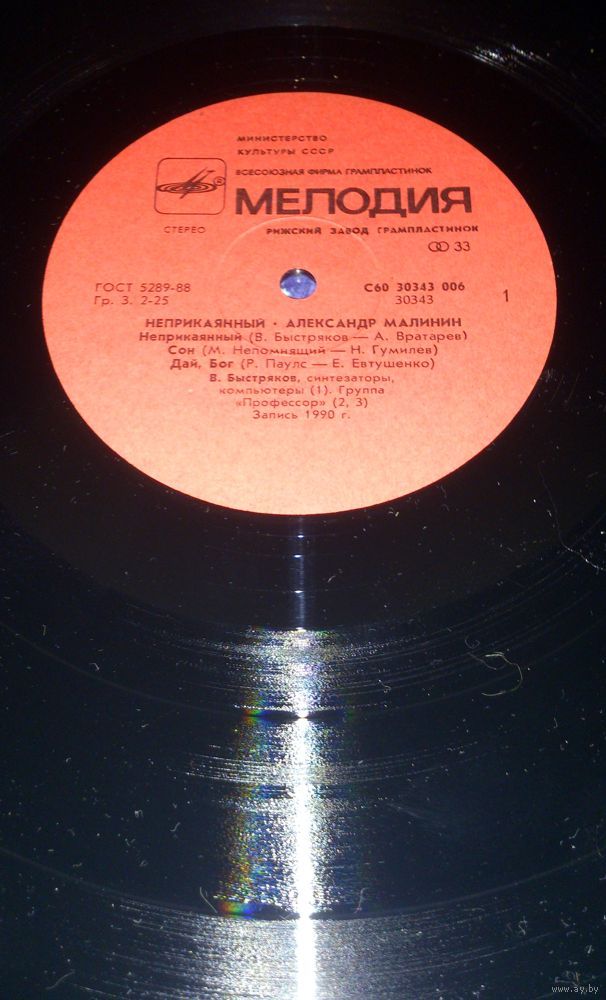 МИНИСТЕРСТВО
КУЛЬТУРЫ СССР
ВСЕСОЮЗНАЯ ФИРМА ГРАМПЛАСТИНОК
®
МЕЛОДИЯ
СТЕРЕО
РИЖСКИЙ ЗАВОД ГРАМПЛАСТИНОК
33
ГОСТ 5289-88
Гр. 3. 2-25
С60 30343 006
30343
1
НЕПРИКАЯННЫЙ · АЛЕКСАНДР МАЛИНИН
Неприкаянный (В. Быстряков — А. Вратарев)
Сон (М. Непомнящий — Н. Гумилев)
Дай, Бог (Р. Паулс — Е. Евтушенко)
В. Быстряков, синтезаторы,
компьютеры (1). Группа
«Профессор» (2, 3)
Запись 1990 г.
www.ay.by